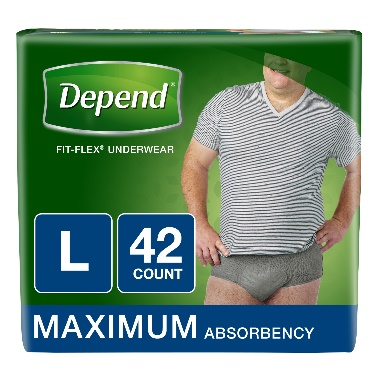 Depend®
FIT-FLEX® UNDERWEAR
L
42
COUNT
MAXIMUM ABSORBENCY